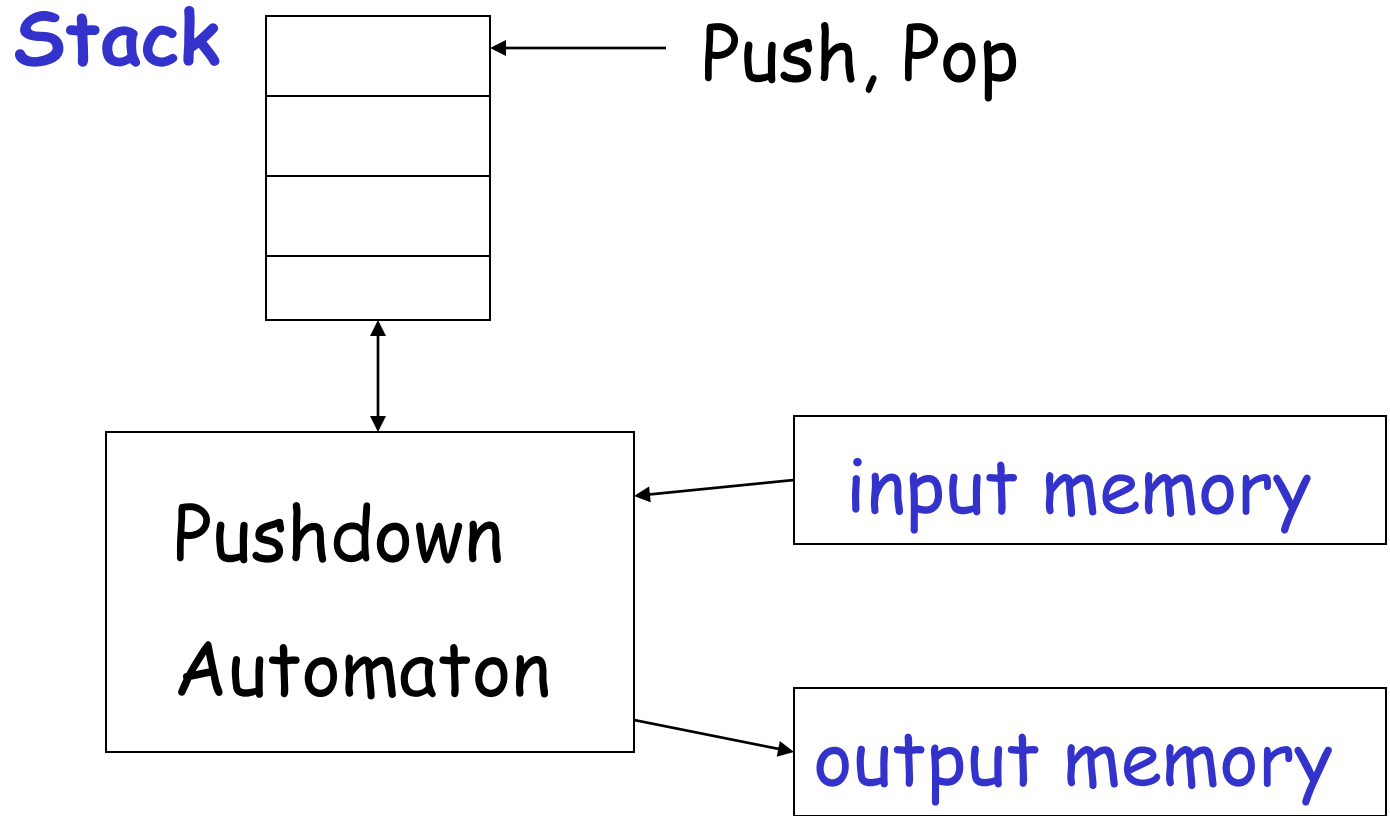 Stack
Push, Pop
Pushdown
Automaton
input memory
output memory